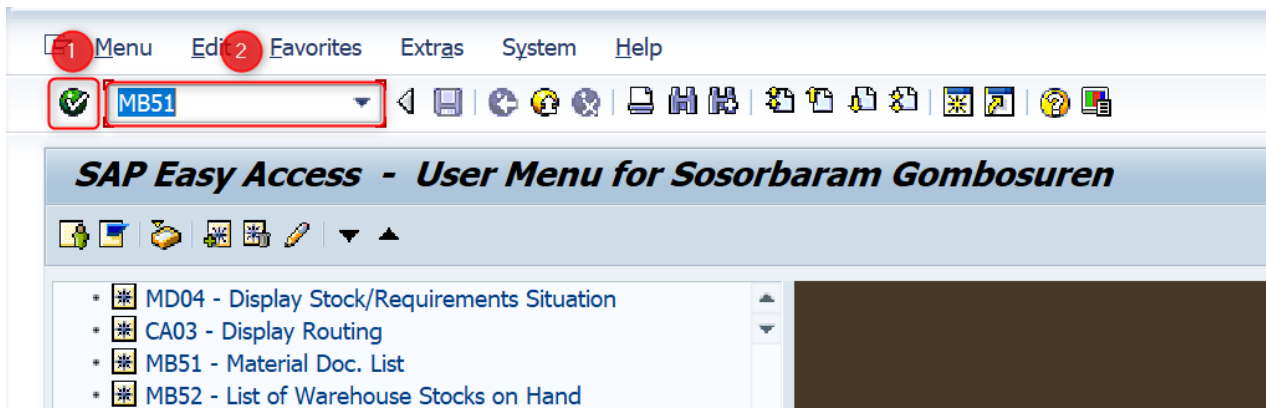 1 Menu Edit 2 Favorites Extras System Help
MB51
SAP Easy Access - User Menu for Sosorbaram Gombosuren
MD04 - Display Stock/Requirements Situation
CA03 - Display Routing
MB51 - Material Doc. List
MB52 - List of Warehouse Stocks on Hand